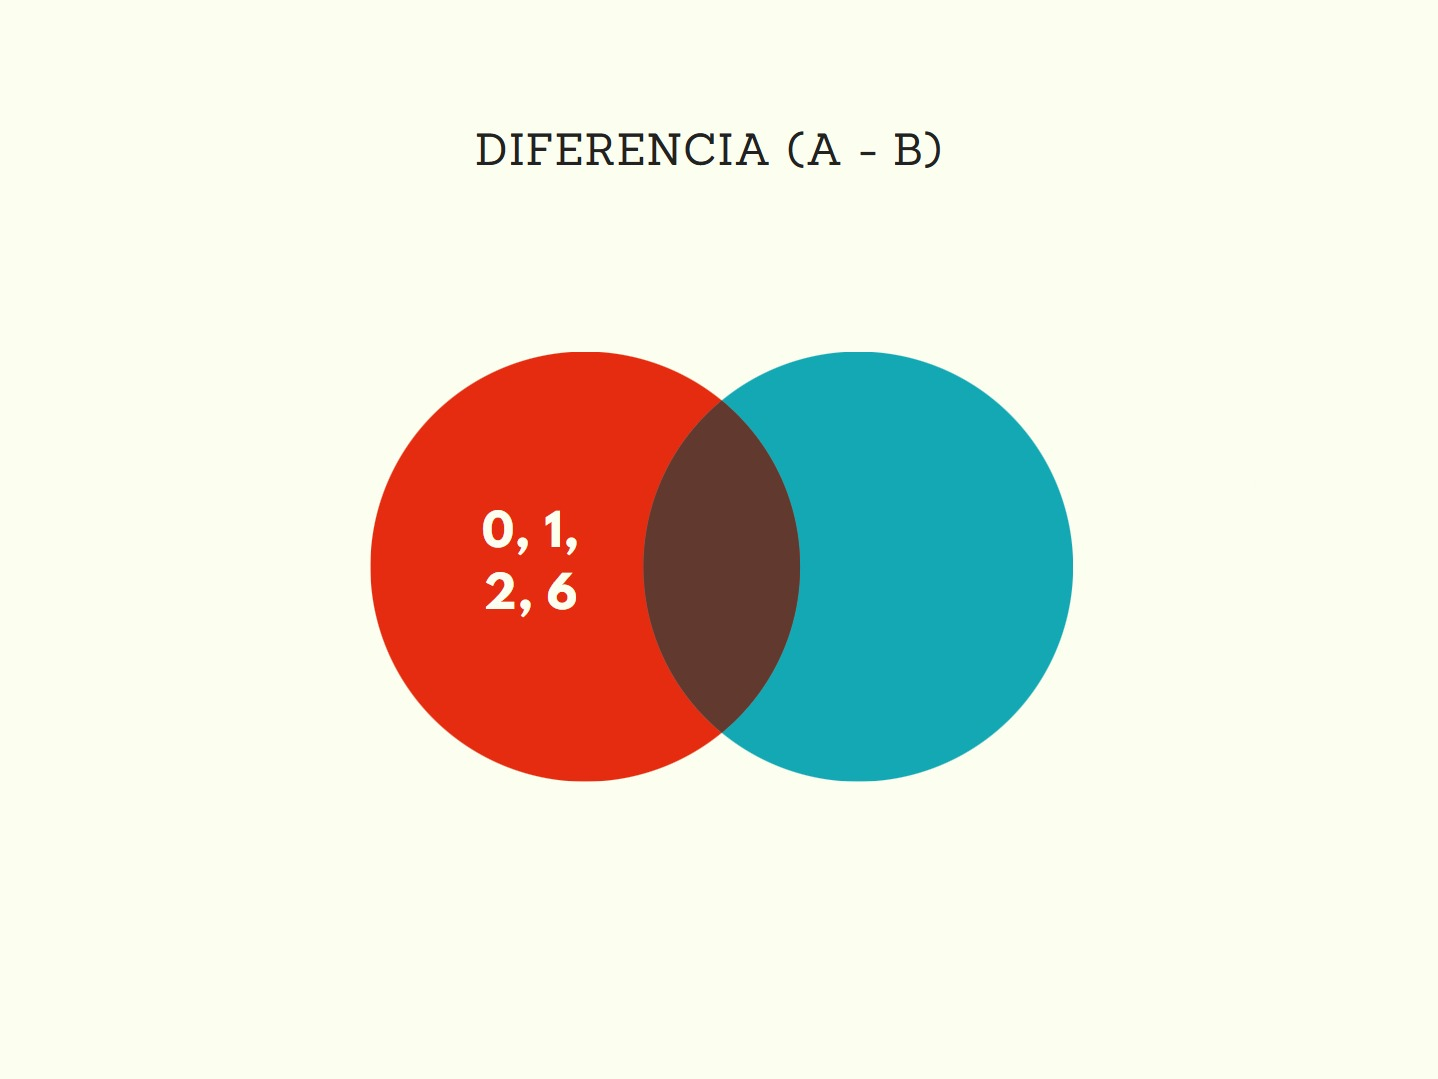 DIFERENCIA (A - B)
0, 1,
2, 6